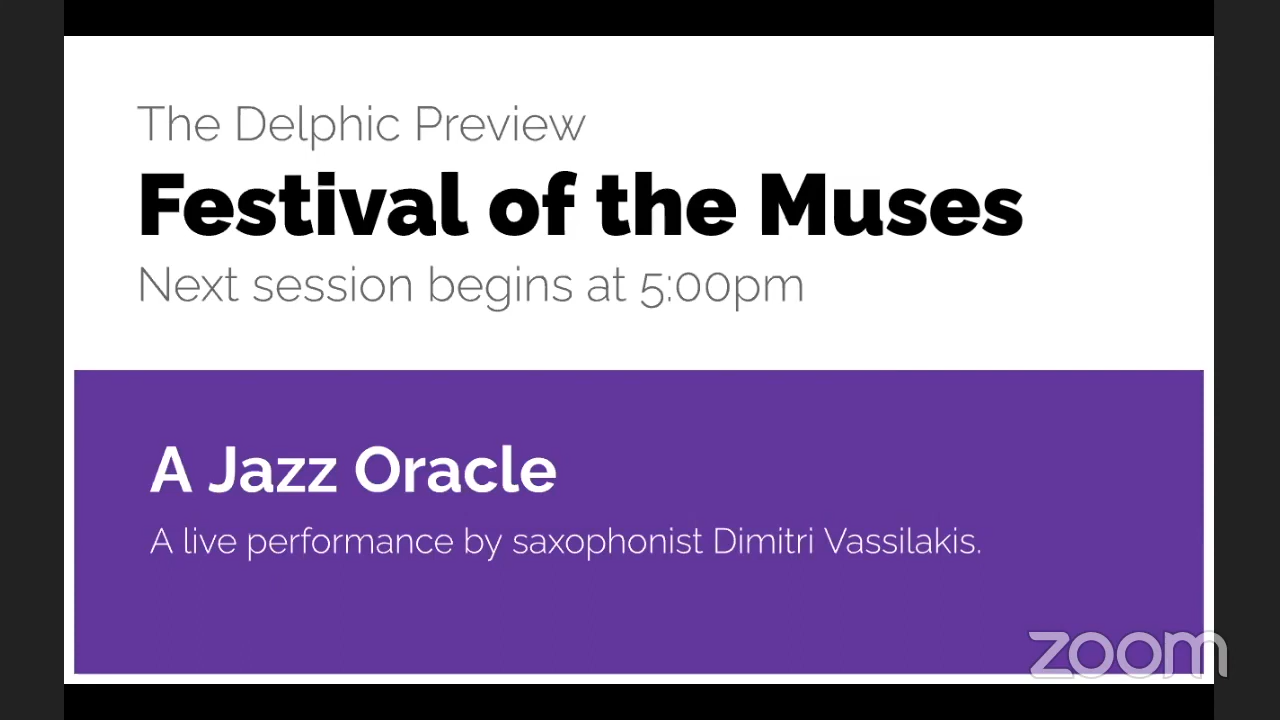 The Delphic Preview
Festival of the Muses
Next session begins at 5:00pm
A Jazz Oracle
A live performance by saxophonist Dimitri Vassilakis.
zoom